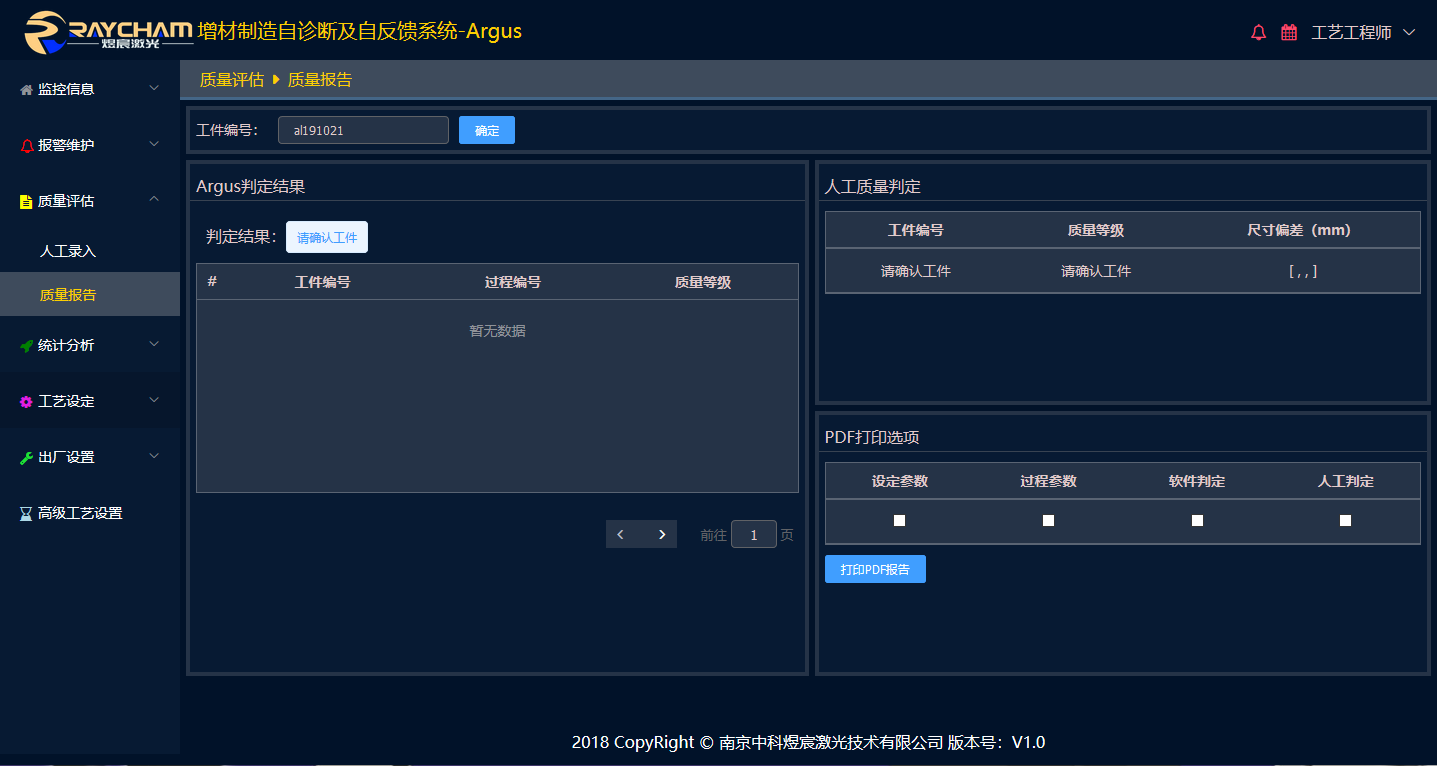 RAYCHAM
煜宸激光
增材制造自诊断及自反馈系统-Argus
工艺工程师
监控信息
报警维护
质量评估
人工录入
质量报告
统计分析
工艺设定
出厂设置
高级工艺设置
质量评估 质量报告
工件编号： al191021 确定
Argus判定结果
判定结果： 请确认工件
# 工件编号 过程编号 质量等级
暂无数据
前往 1 页
人工质量判定
工件编号 质量等级 尺寸偏差（mm）
请确认工件 请确认工件 [ , , ]
PDF打印选项
设定参数 过程参数 软件判定 人工判定
打印PDF报告
2018 CopyRight © 南京中科煜宸激光技术有限公司 版本号：V1.0